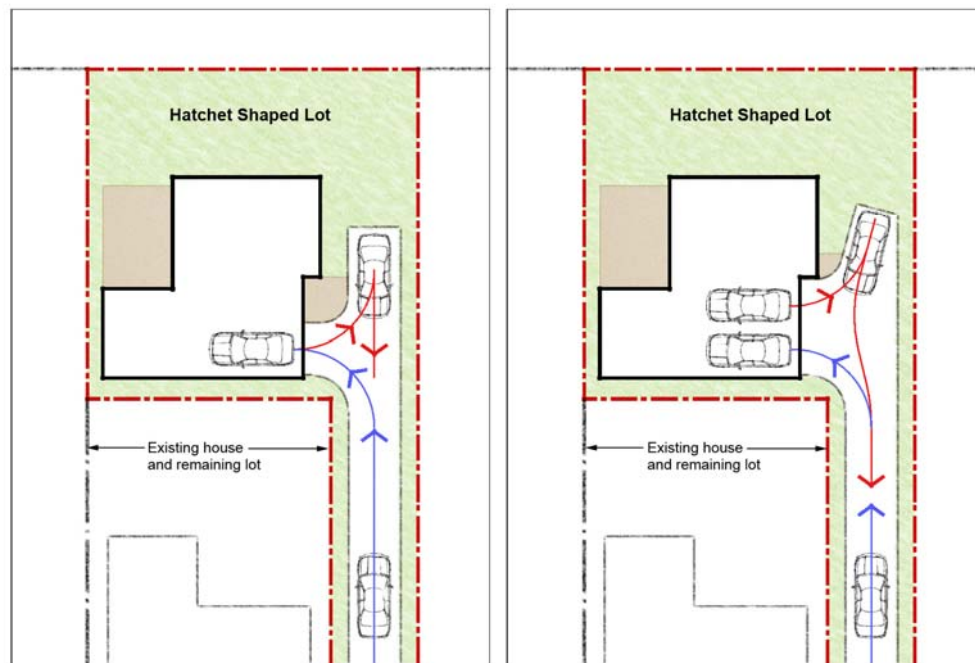 Hatchet Shaped Lot
Existing house
and remaining lot
Hatchet Shaped Lot
Existing house
and remaining lot